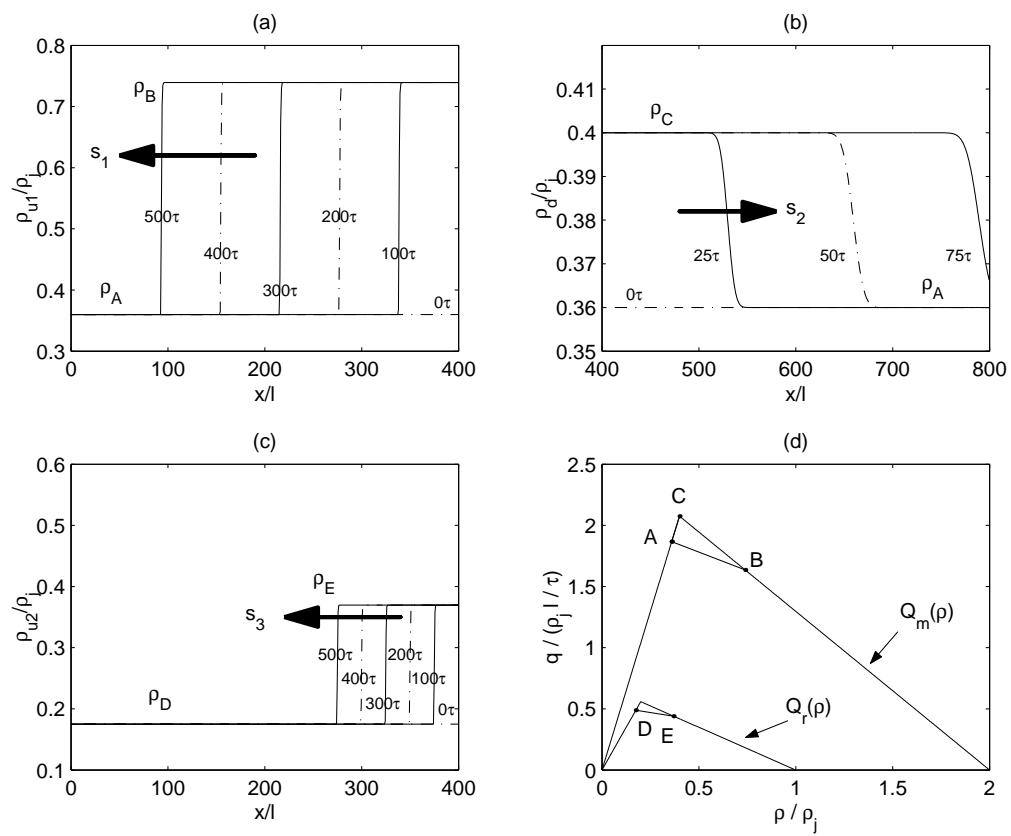 (a)
0.8
0.7
0.6
0.5
0.4
0.3
ρu1/ρj
ρB
s1
500τ
400τ
300τ
200τ
100τ
0τ
ρA
0 100 200 300 400
x/l
(b)
0.4
0.39
0.38
0.37
0.36
0.35
ρd/ρj
ρC
s2
25τ
50τ
75τ
0τ
ρA
400 500 600 700 800
x/l
(c)
0.6
0.5
0.4
0.3
0.2
0.1
ρu2/ρj
ρE
s3
500τ
400τ
300τ
200τ
100τ
0τ
ρD
0 100 200 300 400
x/l
(d)
2.5
2
1.5
1
0.5
0
q / (ρj l / τ)
C
A
B
Qm(ρ)
D
E
Qr(ρ)
0 0.5 1 1.5 2
ρ / ρj